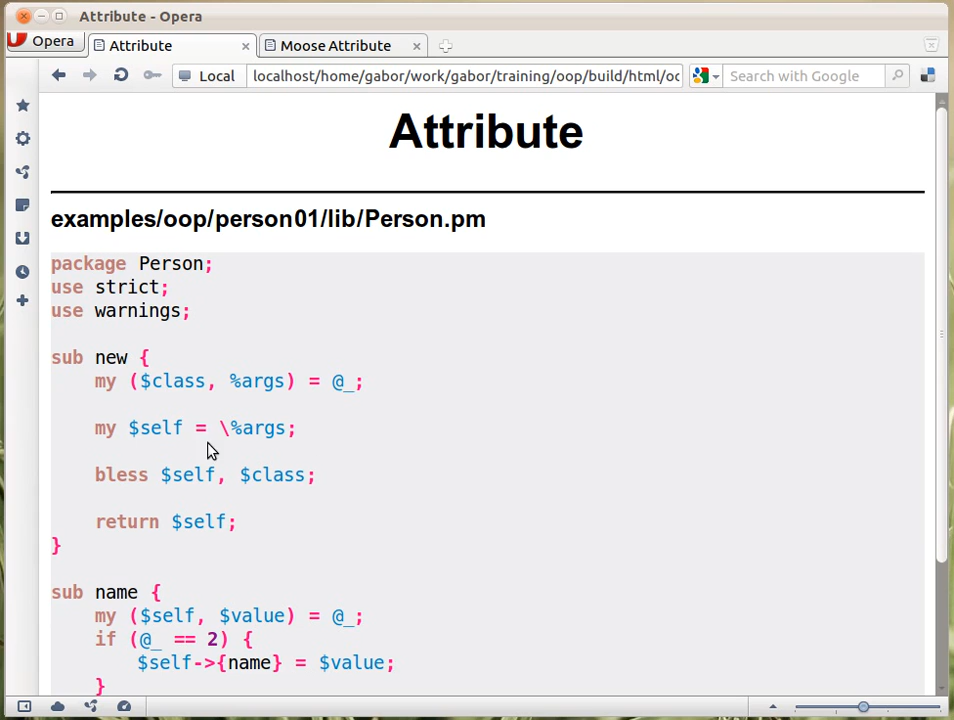 Attribute - Opera
Opera
Attribute
Moose Attribute
Local
localhost/home/gabor/work/gabor/training/oop/build/html/oc
Search with Google
Attribute
examples/oop/person01/lib/Person.pm
package Person;
use strict;
use warnings;
sub new {
    my ($class, %args) = @_;
    my $self = \%args;
    bless $self, $class;
    return $self;
}
sub name {
    my ($self, $value) = @_;
    if (@_ == 2) {
        $self->{name} = $value;
    }